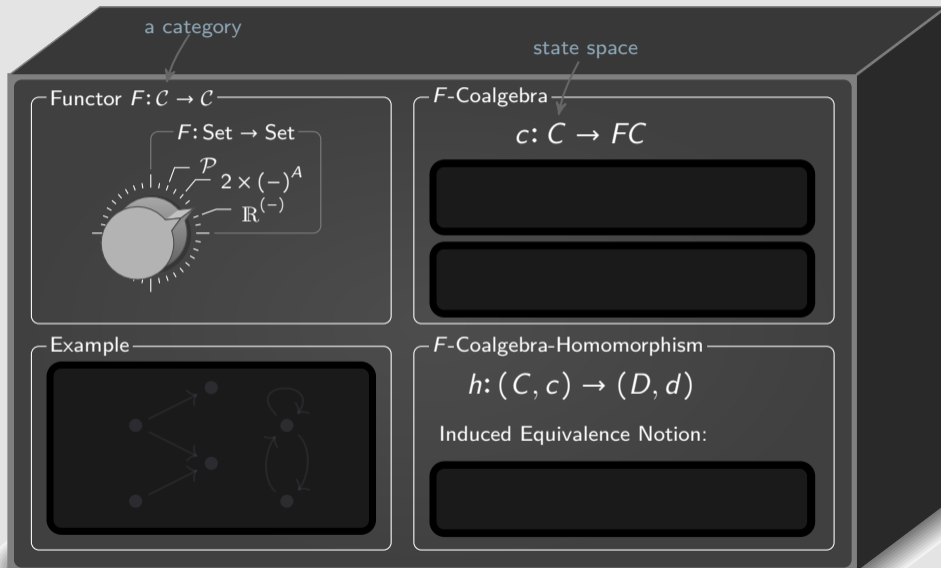 a category
state space
Functor F: 𝒞 → 𝒞
F: Set → Set
𝒫
2 × (−)^A
ℝ^(−)
F-Coalgebra
c: C → FC
Example
F-Coalgebra-Homomorphism
h: (C, c) → (D, d)
Induced Equivalence Notion: